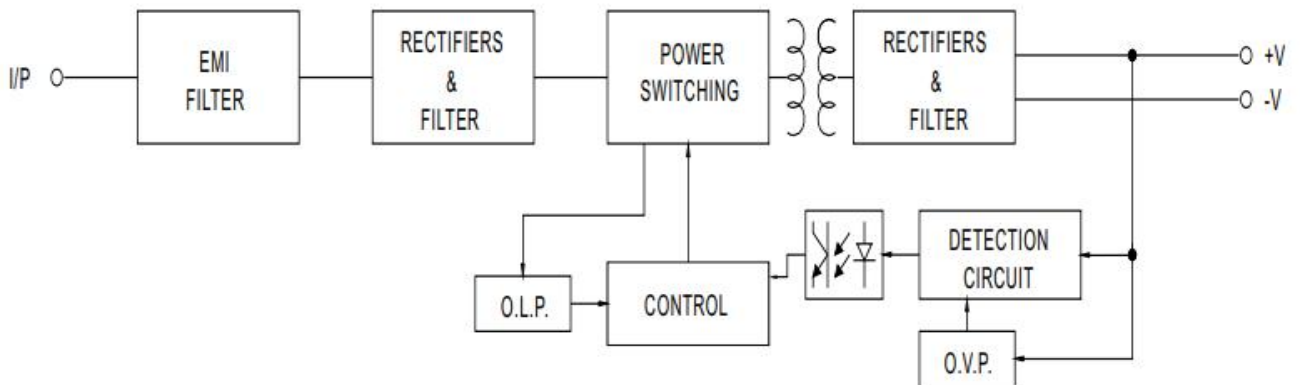 I/P
EMI
FILTER
RECTIFIERS
&
FILTER
POWER
SWITCHING
RECTIFIERS
&
FILTER
+V
-V
O.L.P.
CONTROL
DETECTION
CIRCUIT
O.V.P.